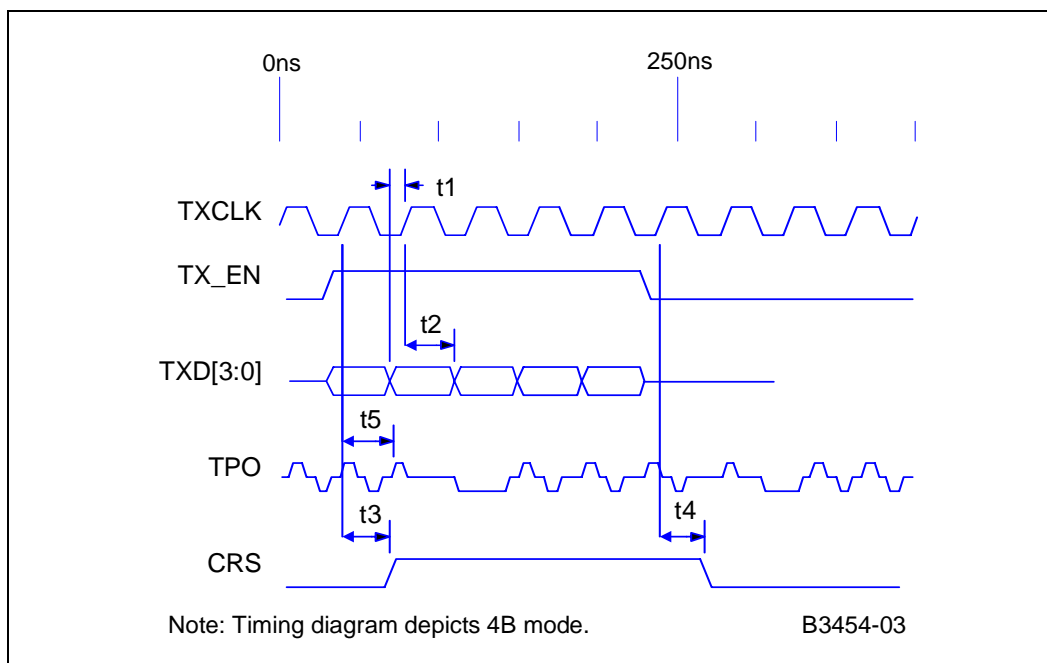 0ns
250ns
t1
TXCLK
TX_EN
t2
TXD[3:0]
t5
TPO
t3
t4
CRS
Note: Timing diagram depicts 4B mode.
B3454-03